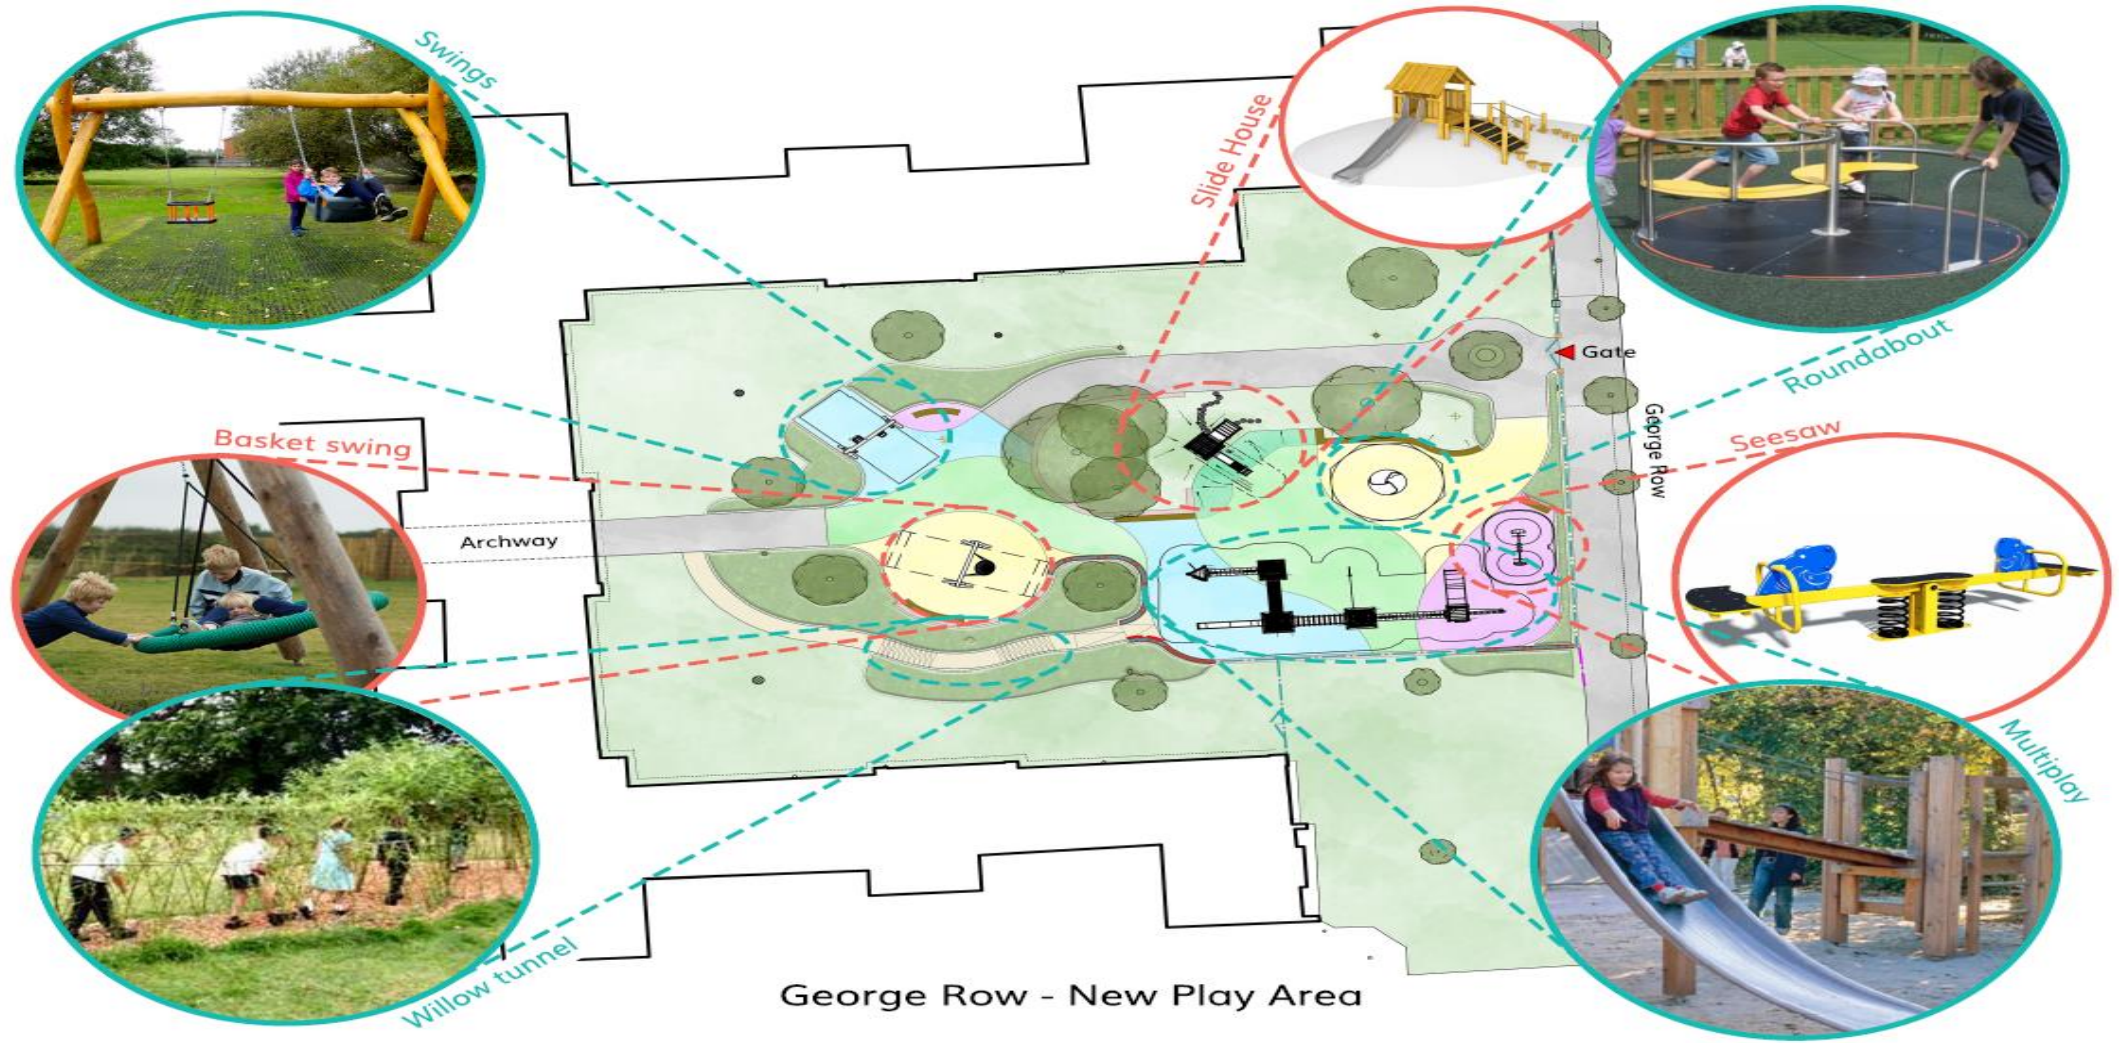 Swings
Slide House
Gate
Roundabout
George Row
Seesaw
Basket swing
Archway
Multiplay
Willow tunnel
George Row - New Play Area